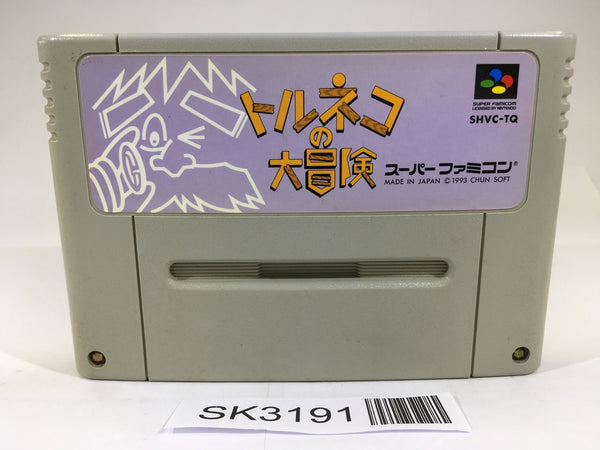 トルネコ
の
大冒険
SUPER FAMICOM
LICENSED BY NINTENDO
SHVC-TQ
スーパーファミコン®
MADE IN JAPAN © 1993 CHUN SOFT
SK3191